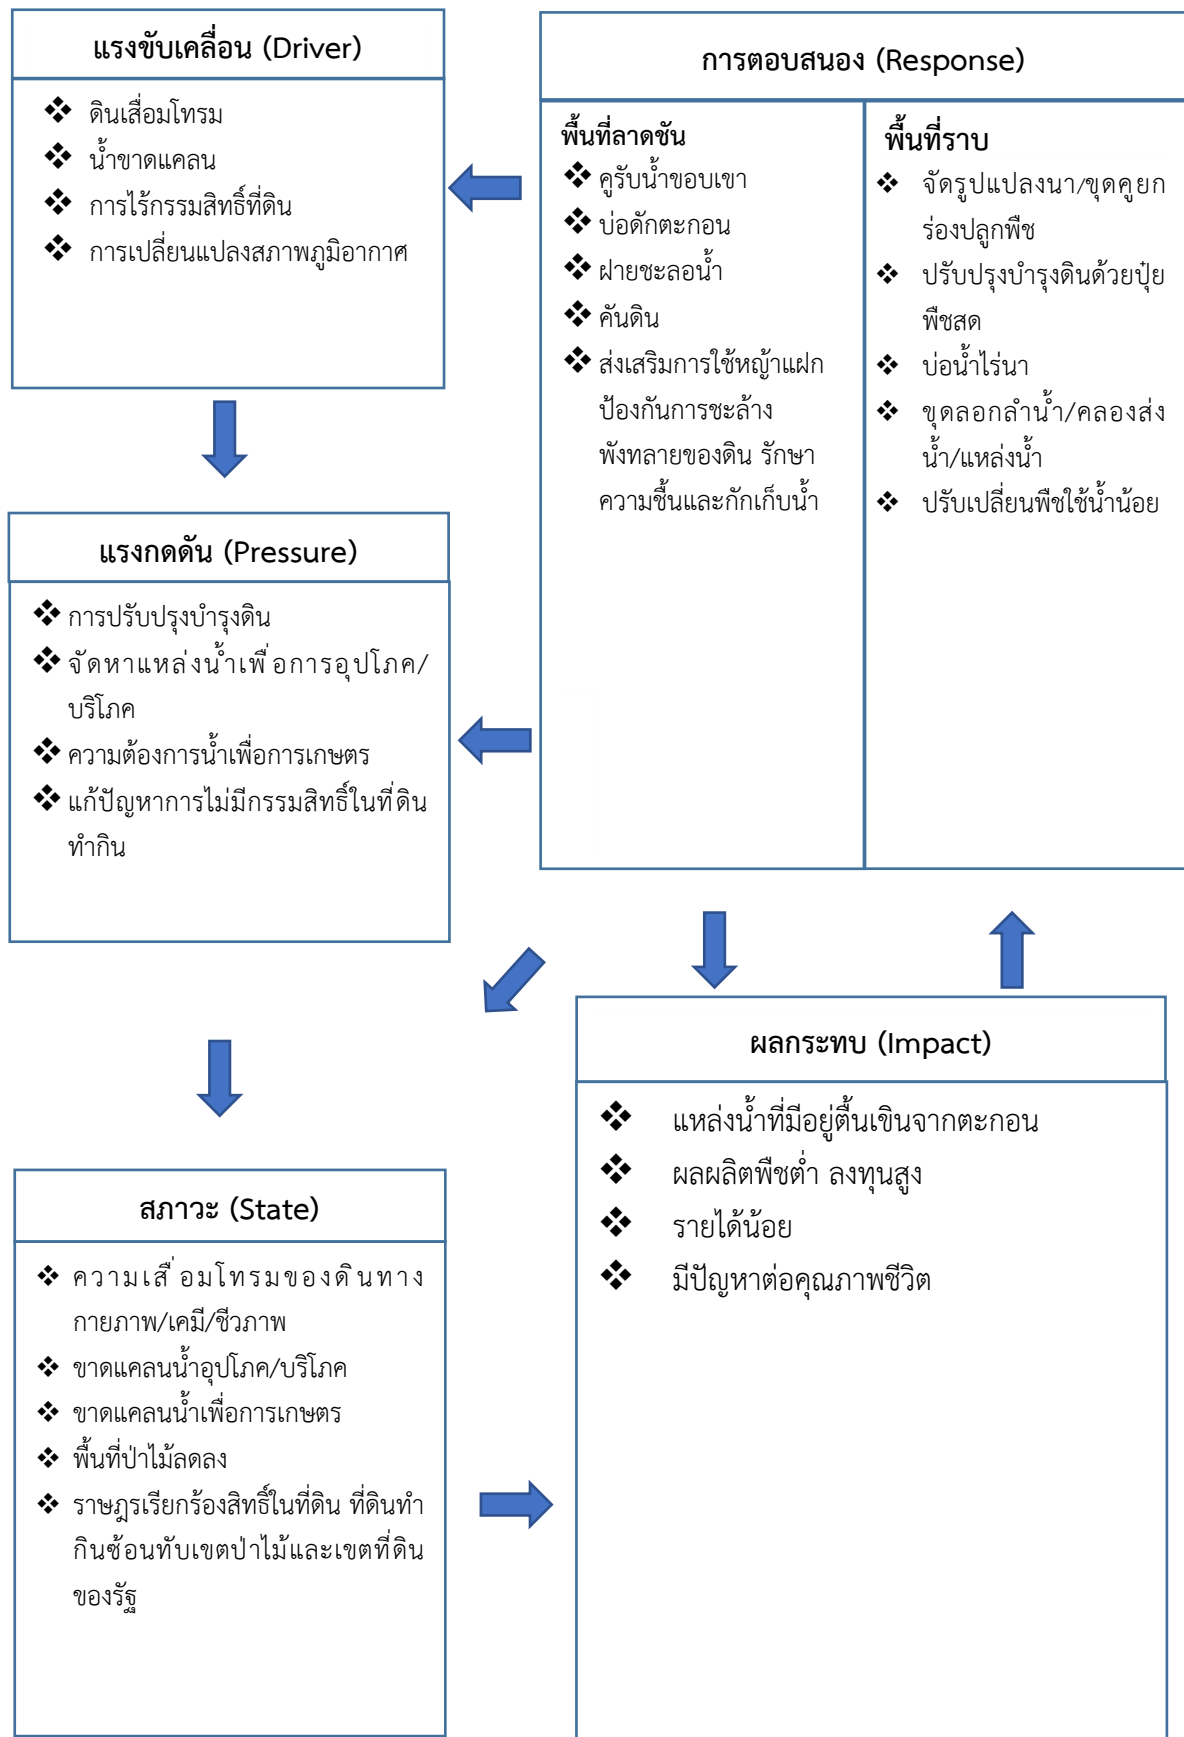 แรงขับเคลื่อน (Driver)
❖ ดินเสื่อมโทรม
❖ น้ำขาดแคลน
❖ การไร้กรรมสิทธิ์ที่ดิน
❖ การเปลี่ยนแปลงสภาพภูมิอากาศ
การตอบสนอง (Response)
พื้นที่ลาดชัน
❖ คูรับน้ำขอบเขา
❖ บ่อดักตะกอน
❖ ฝายชะลอน้ำ
❖ คันดิน
❖ ส่งเสริมการใช้หญ้าแฝก
ป้องกันการชะล้าง
พังทลายของดิน รักษา
ความชื้นและกักเก็บน้ำ
พื้นที่ราบ
❖ จัดรูปแปลงนา/ขุดคูยก
ร่องปลูกพืช
❖ ปรับปรุงบำรุงดินด้วยปุ๋ย
พืชสด
❖ บ่อน้ำไร่นา
❖ ขุดลอกลำน้ำ/คลองส่ง
น้ำ/แหล่งน้ำ
❖ ปรับเปลี่ยนพืชใช้น้ำน้อย
แรงกดดัน (Pressure)
❖ การปรับปรุงบำรุงดิน
❖ จัดหาแหล่งน้ำเพื่อการอุปโภค/
บริโภค
❖ ความต้องการน้ำเพื่อการเกษตร
❖ แก้ปัญหาการไม่มีกรรมสิทธิ์ในที่ดิน
ทำกิน
สภาวะ (State)
❖ ความเสื่อมโทรมของดินทาง
กายภาพ/เคมี/ชีวภาพ
❖ ขาดแคลนน้ำอุปโภค/บริโภค
❖ ขาดแคลนน้ำเพื่อการเกษตร
❖ พื้นที่ป่าไม้ลดลง
❖ ราษฎรเรียกร้องสิทธิ์ในที่ดิน ที่ดินทำ
กินซ้อนทับเขตป่าไม้และเขตที่ดิน
ของรัฐ
ผลกระทบ (Impact)
❖ แหล่งน้ำที่มีอยู่ตื้นเขินจากตะกอน
❖ ผลผลิตพืชต่ำ ลงทุนสูง
❖ รายได้น้อย
❖ มีปัญหาต่อคุณภาพชีวิต